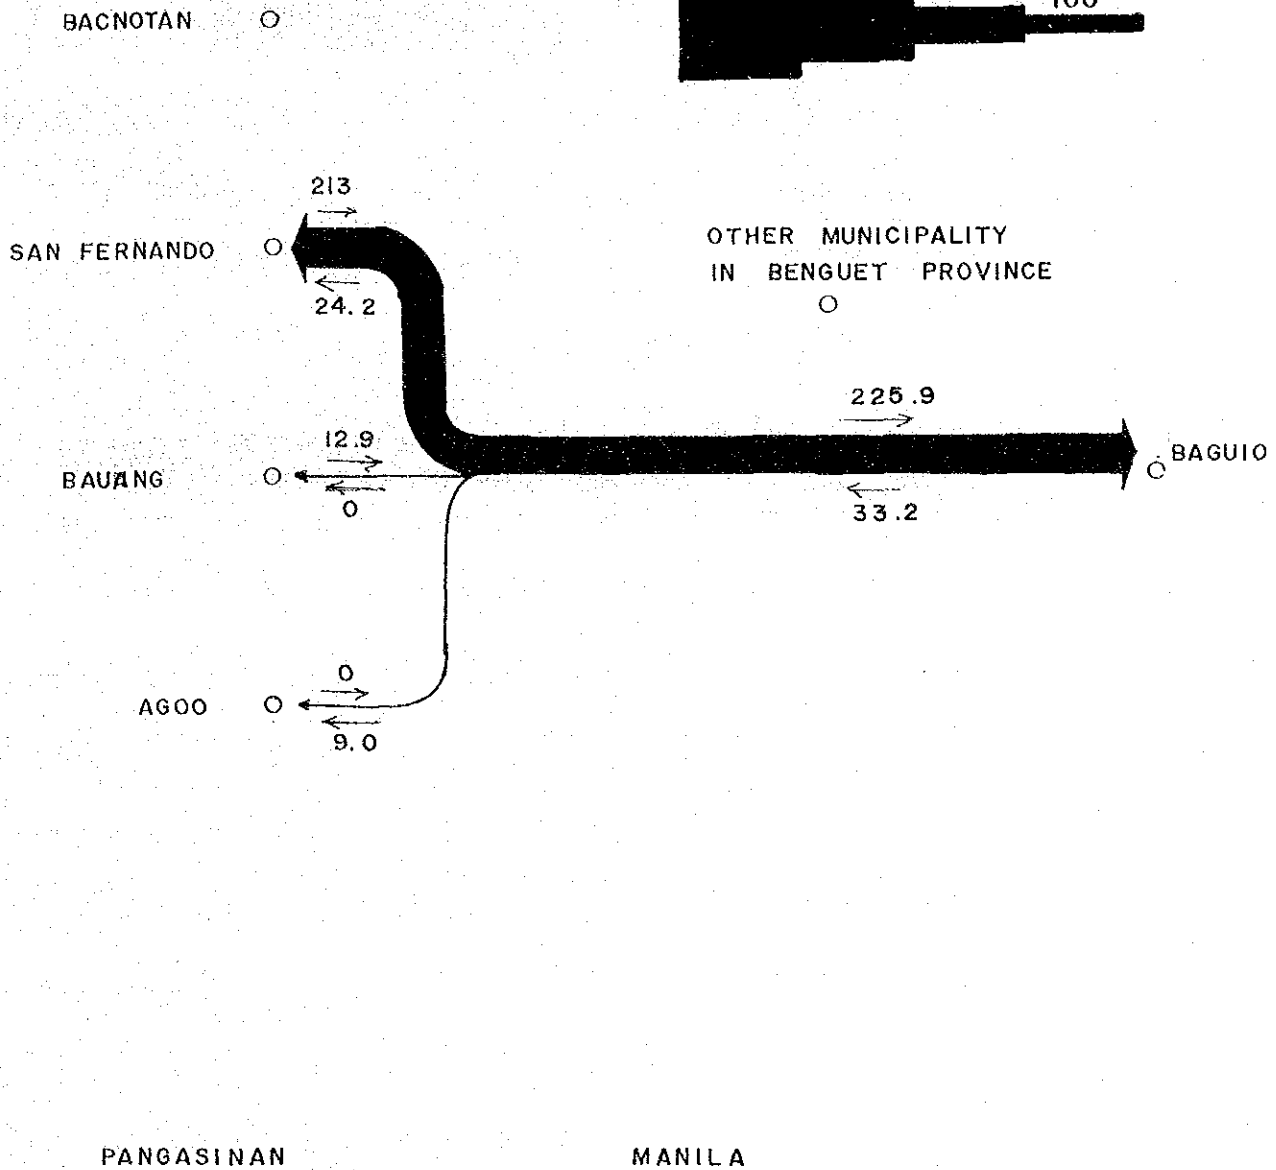 BACNOTAN
100
213
SAN FERNANDO
OTHER MUNICIPALITY
IN BENGUET PROVINCE
24.2
225.9
12.9
BAUANG
BAGUIO
0
33.2
0
AGOO
9.0
PANGASINAN
MANILA